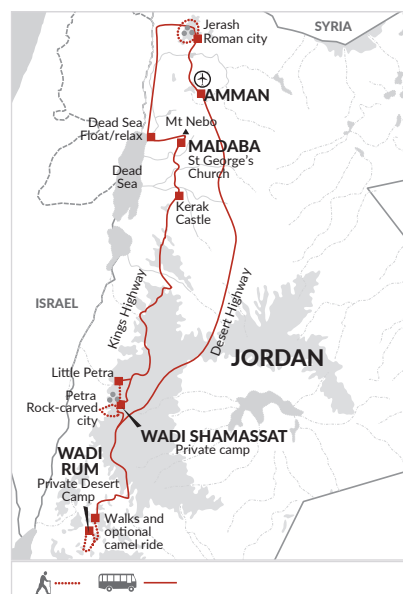 SYRIA
Jerash
Roman city
AMMAN
Mt Nebo
Dead Sea
Float/relax
MADABA
St George's
Church
Dead
Sea
Kerak
Castle
Kings Highway
Desert Highway
ISRAEL
JORDAN
Little Petra
Petra
Rock-carved
city
WADI SHAMASSAT
Private camp
WADI
RUM
Private Desert
Camp
Walks and
optional
camel ride